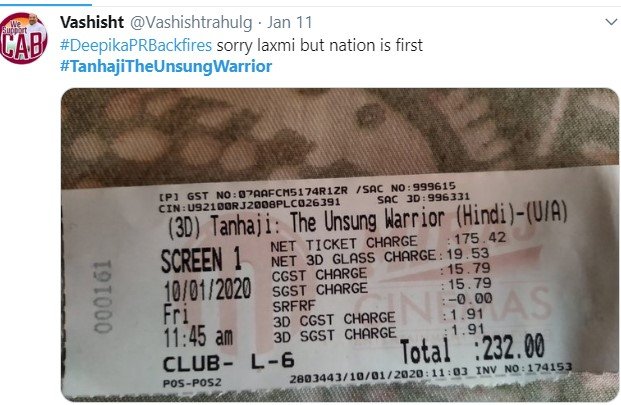 We
Support
CAB
Vashisht @Vashishtrahulg · Jan 11
#DeepikaPRBackfires sorry laxmi but nation is first
#TanhajiTheUnsungWarrior
[P] GST NO:07AAFCM5174R1ZR /SAC NO:999615
CIN:U92100RJ2008PLC026391 SAC 3D:996331
(3D) Tanhaji: The Unsung Warrior (Hindi)-(U/A)
SCREEN 1
10/01/2020
Fri
11:45 am
CLUB- L-6
POS-POS2
NET TICKET CHARGE :175.42
NET 3D GLASS CHARGE:19.53
CGST CHARGE :15.79
SGST CHARGE :15.79
SRFRF -0.00
3D CGST CHARGE :1.91
3D SGST CHARGE :1.91
Total :232.00
2803443/10/01/2020:11:03 INV NO:174153
000161
CINEMAS